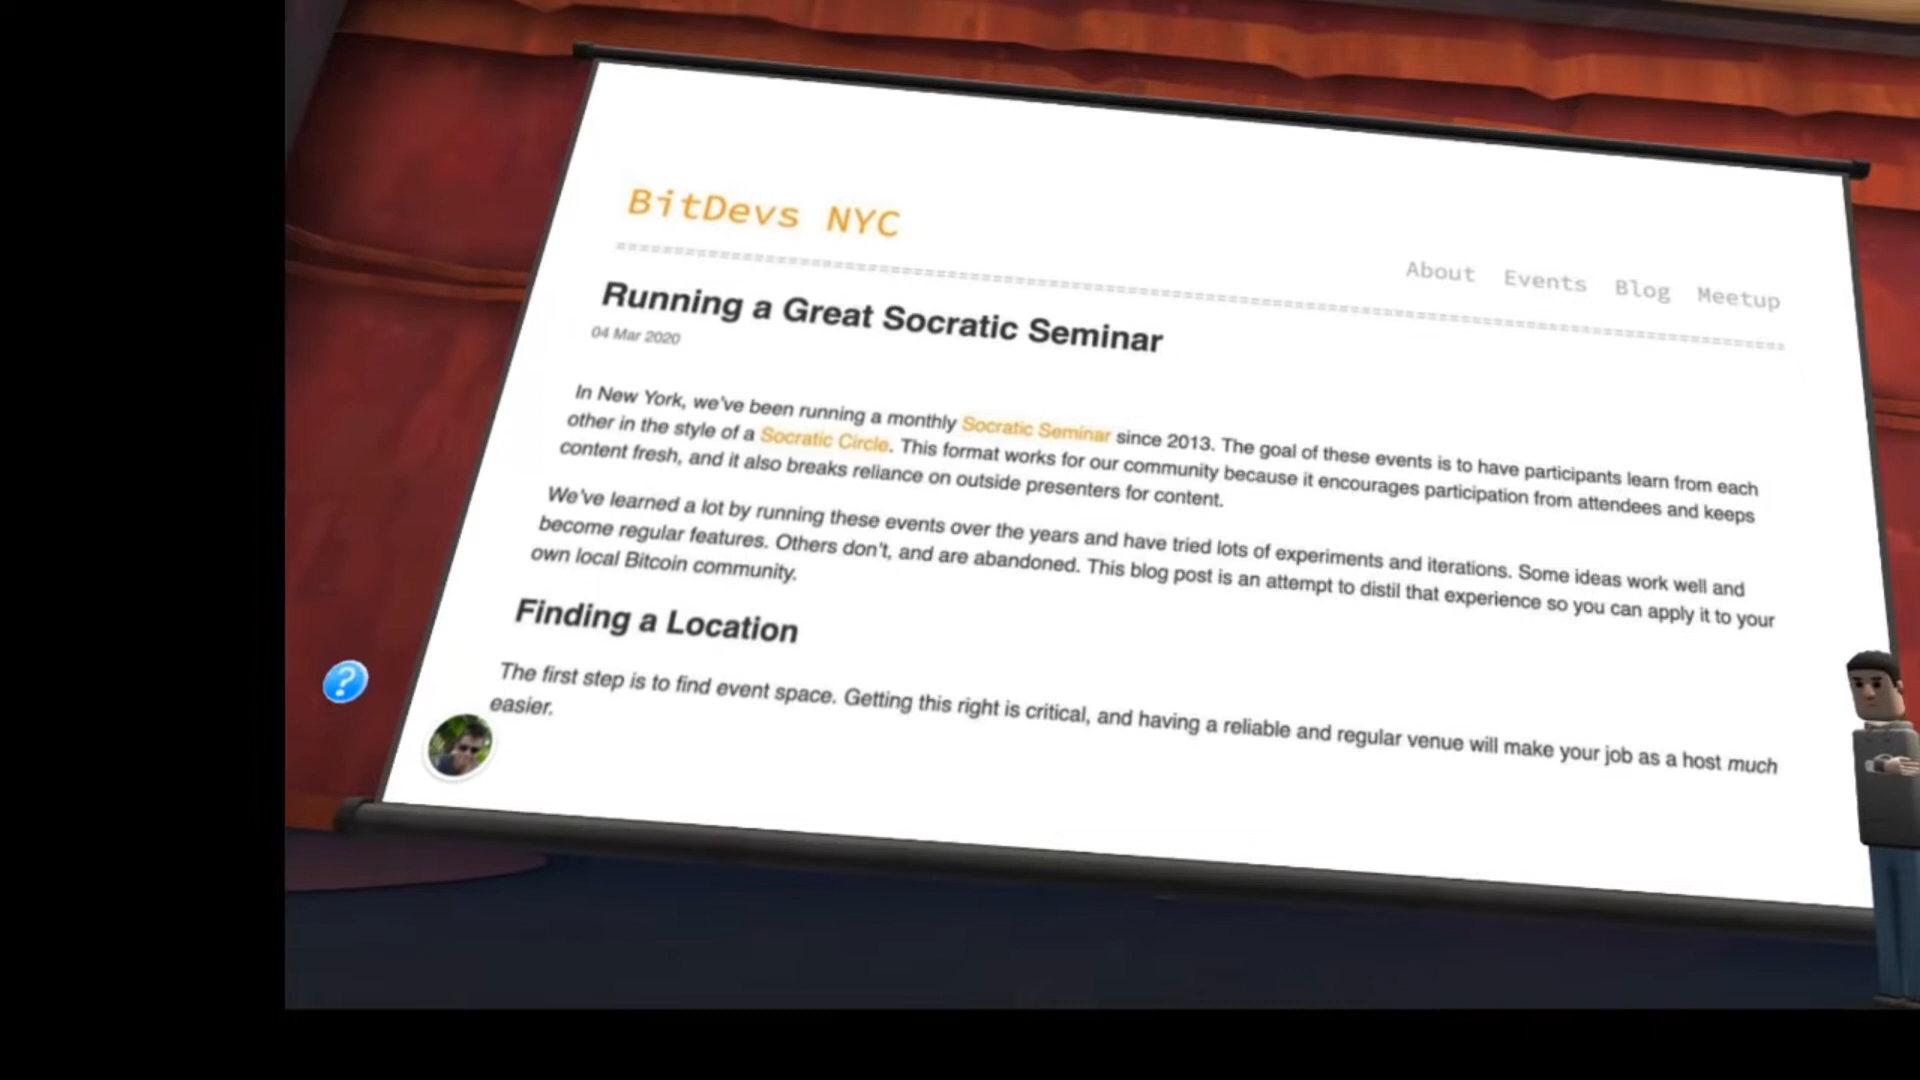 BitDevs NYC
About Events Blog Meetup
================================================================================
Running a Great Socratic Seminar
04 Mar 2020
In New York, we've been running a monthly Socratic Seminar since 2013. The goal of these events is to have participants learn from each
other in the style of a Socratic Circle. This format works for our community because it encourages participation from attendees and keeps
content fresh, and it also breaks reliance on outside presenters for content.
We've learned a lot by running these events over the years and have tried lots of experiments and iterations. Some ideas work well and
become regular features. Others don't, and are abandoned. This blog post is an attempt to distil that experience so you can apply it to your
own local Bitcoin community.
Finding a Location
The first step is to find event space. Getting this right is critical, and having a reliable and regular venue will make your job as a host much
easier.
?